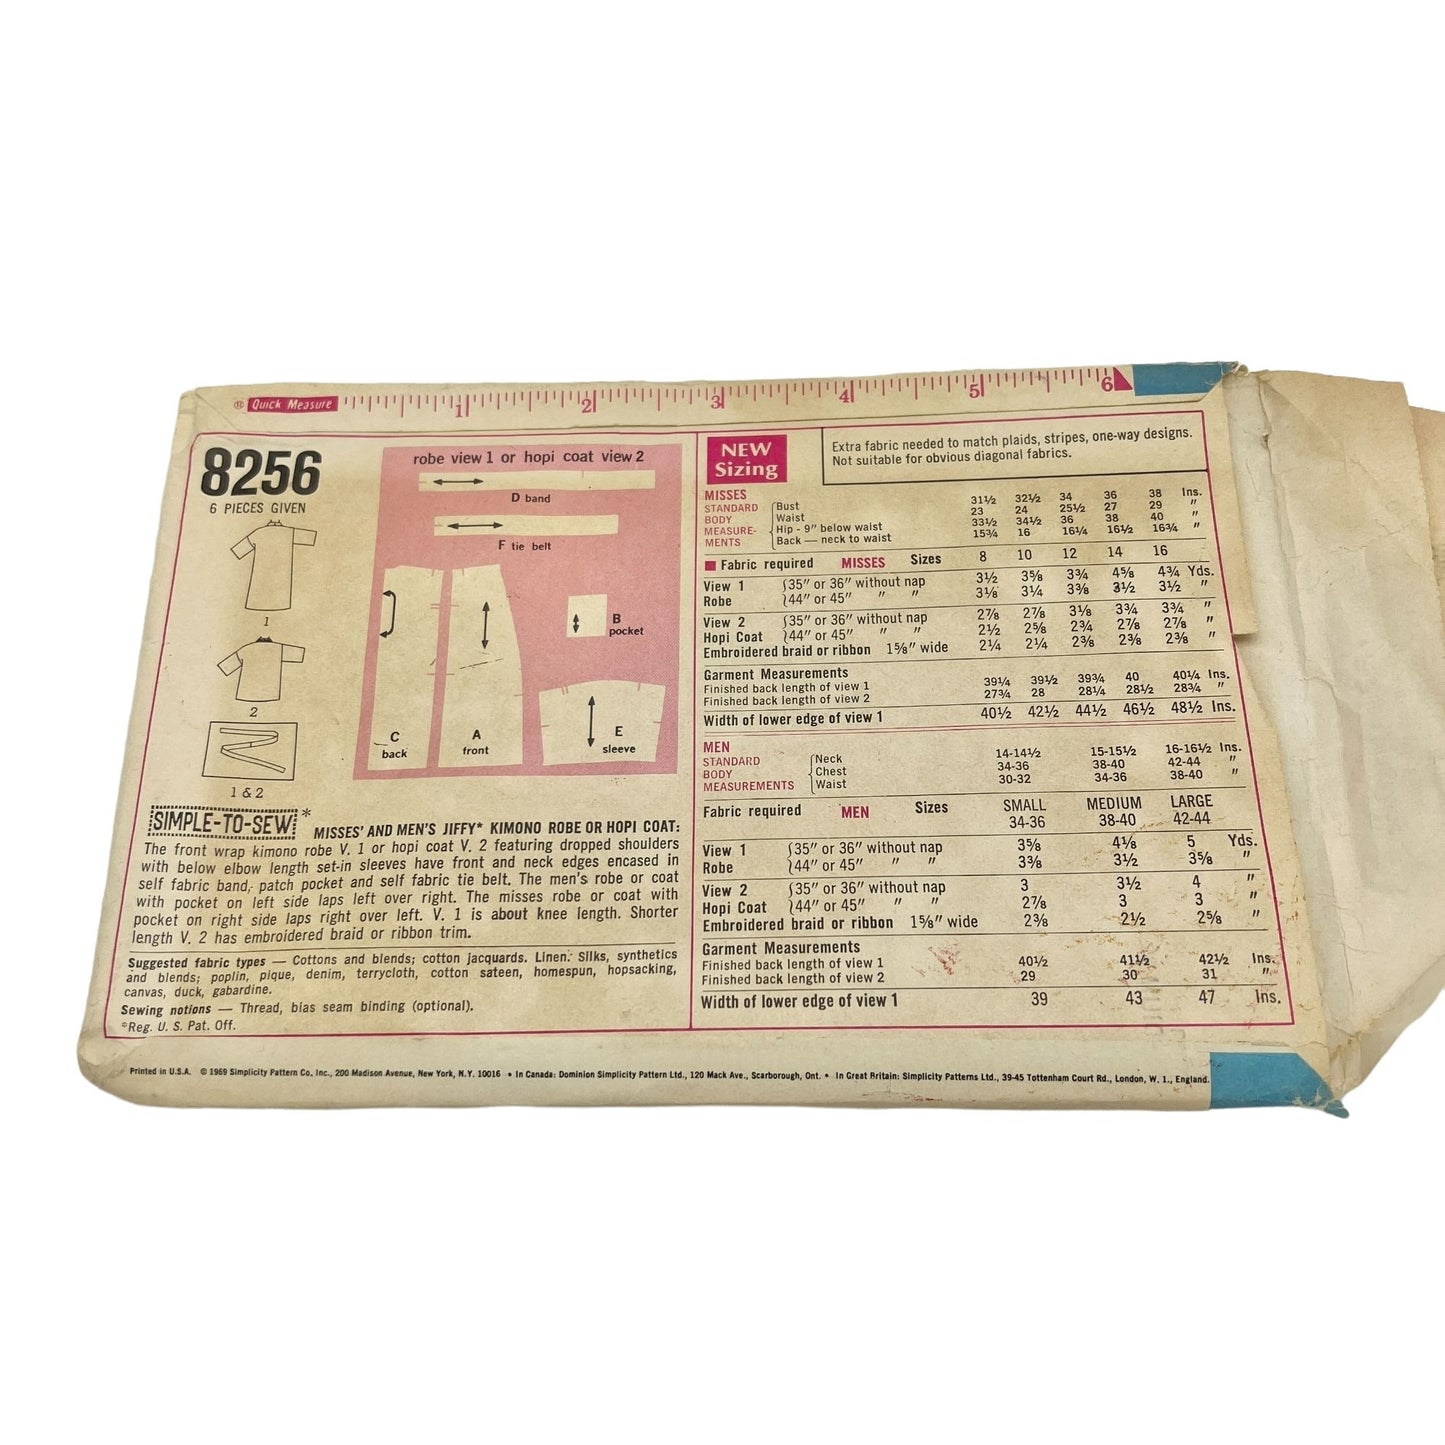 ® Quick Measure 1 2 3 4 5 6
8256
6 PIECES GIVEN
1
2
1 & 2
robe view 1 or hopi coat view 2
D band
F tie belt
B
pocket
C
back
A
front
E
sleeve
SIMPLE-TO-SEW* MISSES' AND MEN'S JIFFY* KIMONO ROBE OR HOPI COAT:
The front wrap kimono robe V. 1 or hopi coat V. 2 featuring dropped shoulders
with below elbow length set-in sleeves have front and neck edges encased in
self fabric band, patch pocket and self fabric tie belt. The men's robe or coat
with pocket on left side laps left over right. The misses robe or coat with
pocket on right side laps right over left. V. 1 is about knee length. Shorter
length V. 2 has embroidered braid or ribbon trim.
Suggested fabric types — Cottons and blends; cotton jacquards. Linen. Silks, synthetics
and blends; poplin, pique, denim, terrycloth, cotton sateen, homespun, hopsacking,
canvas, duck, gabardine.
Sewing notions — Thread, bias seam binding (optional).
*Reg. U. S. Pat. Off.
NEW
Sizing
Extra fabric needed to match plaids, stripes, one-way designs.
Not suitable for obvious diagonal fabrics.
MISSES
STANDARD
BODY
MEASURE-
MENTS
Bust 31½ 32½ 34 36 38 Ins.
Waist 23 24 25½ 27 29 "
Hip - 9" below waist 33½ 34½ 36 38 40 "
Back — neck to waist 15¾ 16 16¼ 16½ 16¾ "
Fabric required MISSES Sizes 8 10 12 14 16
View 1 35" or 36" without nap 3½ 3⅝ 3¾ 4⅝ 4¾ Yds.
Robe 44" or 45" " " 3⅛ 3¼ 3⅜ 3½ 3½ "
View 2 35" or 36" without nap 2⅞ 2⅞ 3⅛ 3¾ 3¾ "
Hopi Coat 44" or 45" " " 2½ 2⅝ 2¾ 2⅞ 2⅞ "
Embroidered braid or ribbon 1⅝" wide 2¼ 2¼ 2⅜ 2⅜ 2⅜ "
Garment Measurements
Finished back length of view 1 39¼ 39½ 39¾ 40 40¼ Ins.
Finished back length of view 2 27¾ 28 28¼ 28½ 28¾ "
Width of lower edge of view 1 40½ 42½ 44½ 46½ 48½ Ins.
MEN
STANDARD
BODY
MEASUREMENTS
Neck 14-14½ 15-15½ 16-16½ Ins.
Chest 34-36 38-40 42-44 "
Waist 30-32 34-36 38-40 "
Fabric required MEN Sizes SMALL MEDIUM LARGE
34-36 38-40 42-44
View 1 35" or 36" without nap 3⅝ 4⅛ 5 Yds.
Robe 44" or 45" " " 3⅜ 3½ 3⅝ "
View 2 35" or 36" without nap 3 3½ 4 "
Hopi Coat 44" or 45" " " 2⅞ 3 3 "
Embroidered braid or ribbon 1⅝" wide 2⅜ 2½ 2⅝ "
Garment Measurements
Finished back length of view 1 40½ 41½ 42½ Ins.
Finished back length of view 2 29 30 31 "
Width of lower edge of view 1 39 43 47 Ins.
Printed in U.S.A. © 1969 Simplicity Pattern Co., Inc., 200 Madison Avenue, New York, N.Y. 10016 • In Canada: Dominion Simplicity Pattern Ltd., 120 Mack Ave., Scarborough, Ont. • In Great Britain: Simplicity Patterns Ltd., 39-45 Tottenham Court Rd., London, W. 1., England.